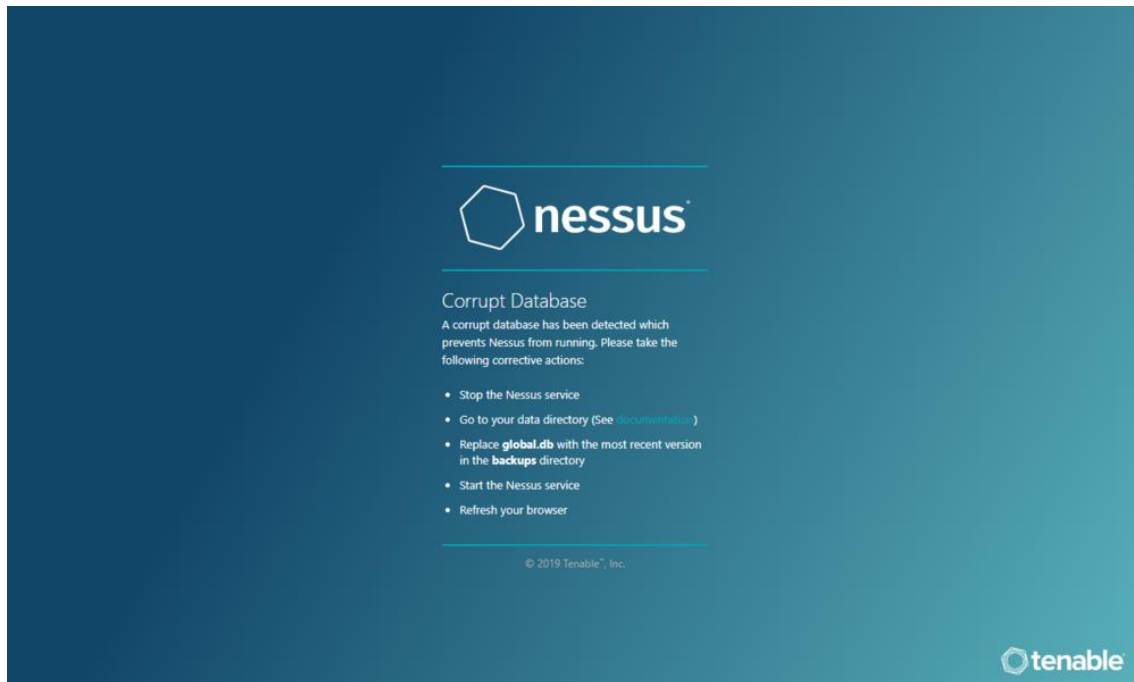 nessus
Corrupt Database
A corrupt database has been detected which
prevents Nessus from running. Please take the
following corrective actions:
• Stop the Nessus service
• Go to your data directory (See documentation)
• Replace global.db with the most recent version
in the backups directory
• Start the Nessus service
• Refresh your browser
© 2019 Tenable™, Inc.
tenable